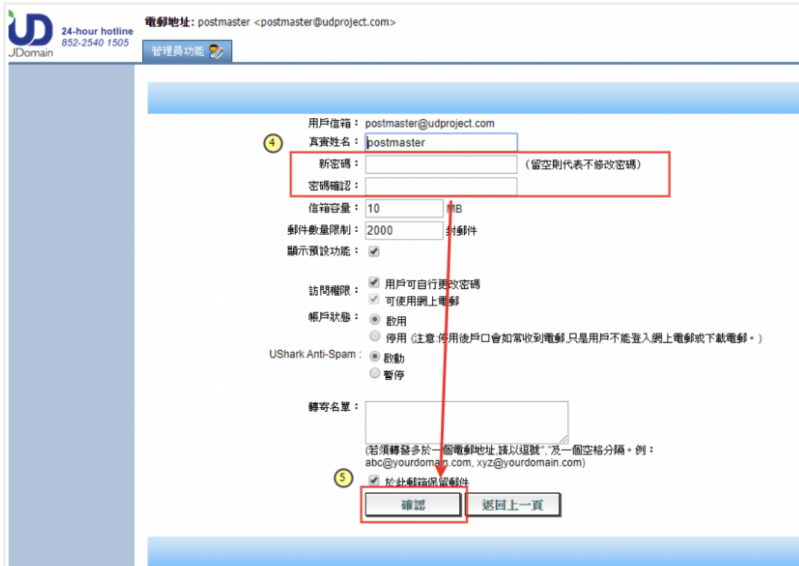 UD
UDomain
24-hour hotline
852-2540 1505
電郵地址: postmaster <postmaster@udproject.com>
管理員功能
用戶信箱： postmaster@udproject.com
④ 真實姓名： postmaster
新密碼： （留空則代表不修改密碼）
密碼確認：
信箱容量： 10 MB
郵件數量限制： 2000 封郵件
顯示預設功能：
訪問權限： 用戶可自行更改密碼
可使用網上電郵
帳戶狀態： 啟用
停用 (注意:停用後戶口會如常收到電郵,只是用戶不能登入網上電郵或下載電郵。)
UShark Anti-Spam : 啟動
暫停
轉寄名單：
(若須轉發多於一個電郵地址,請以逗號","及一個空格分隔。例：
abc@yourdomain.com, xyz@yourdomain.com)
⑤ 於此郵箱保留郵件
確認 返回上一頁